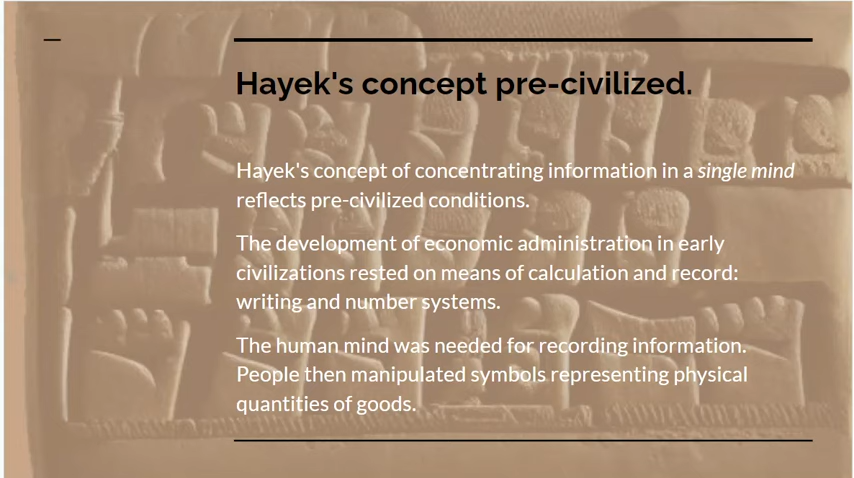 Hayek's concept pre-civilized.
Hayek's concept of concentrating information in a single mind
reflects pre-civilized conditions.
The development of economic administration in early
civilizations rested on means of calculation and record:
writing and number systems.
The human mind was needed for recording information.
People then manipulated symbols representing physical
quantities of goods.